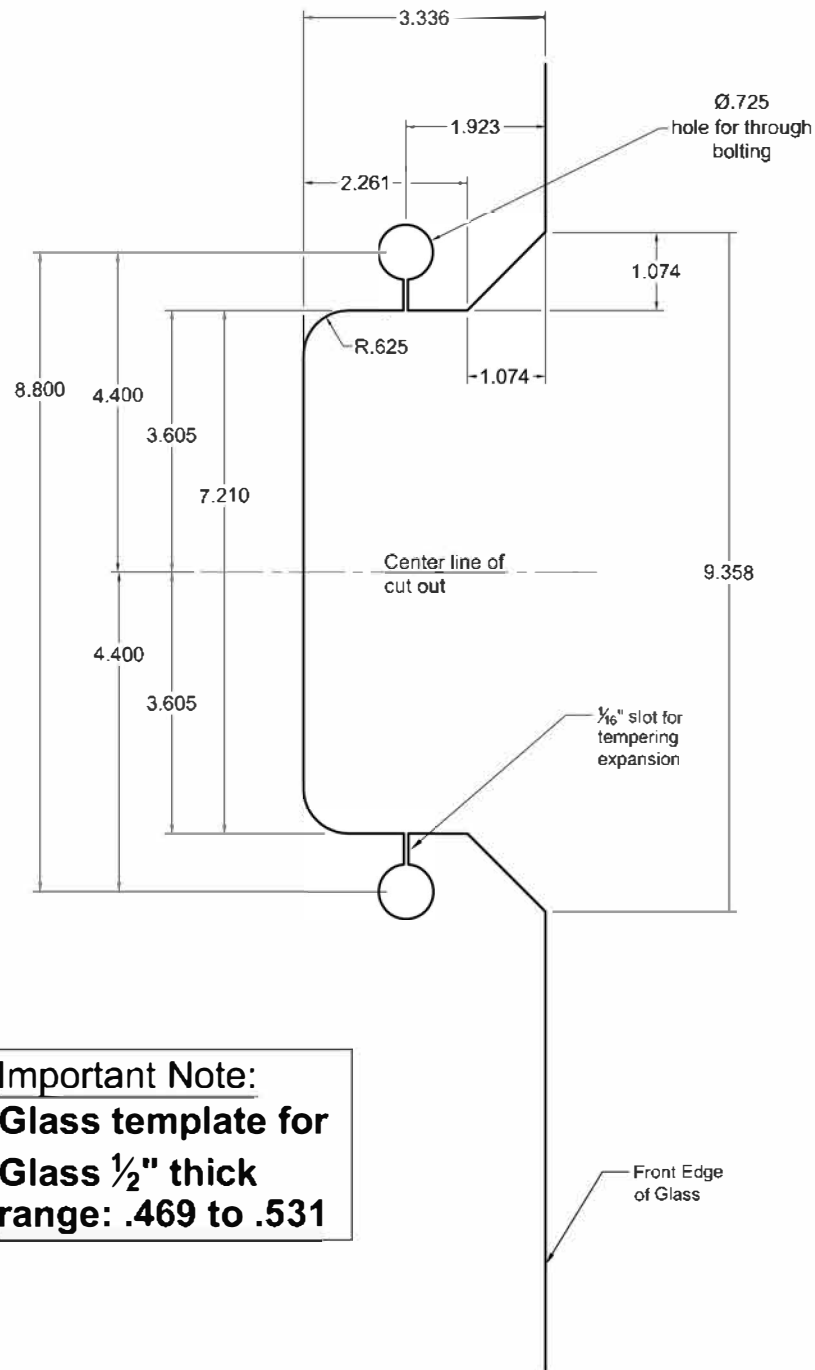 3.336
Ø.725
hole for through
bolting
1.923
2.261
1.074
R.625
1.074
8.800
4.400
3.605
7.210
Center line of
cut out
9.358
4.400
3.605
1⁄16" slot for
tempering
expansion
Important Note:
Glass template for
Glass ½" thick
range: .469 to .531
Front Edge
of Glass